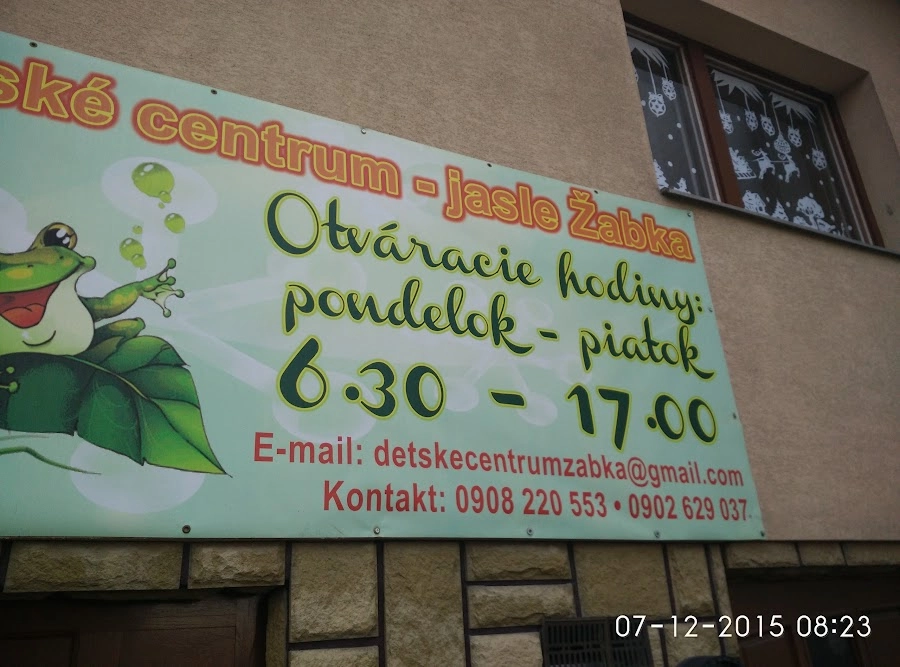 ské centrum - jasle Žabka
Otváracie hodiny:
pondelok - piatok
6.30 - 17.00
E-mail: detskecentrumzabka@gmail.com
Kontakt: 0908 220 553 • 0902 629 037
07-12-2015 08:23